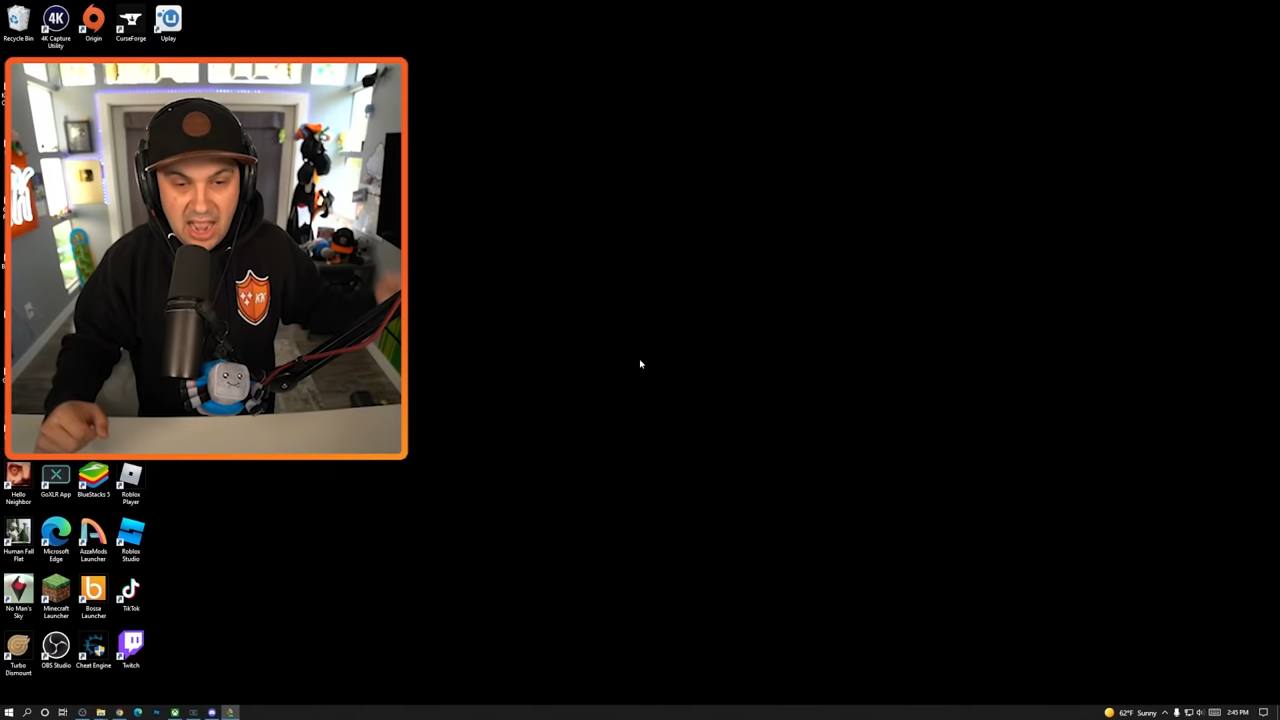 Recycle Bin
4K Capture
Utility
Origin
CurseForge
Uplay
4K
KK
Hello
Neighbor
GoXLR App
BlueStacks 5
Roblox
Player
Human Fall
Flat
Microsoft
Edge
AzzaMods
Launcher
Roblox
Studio
No Man's
Sky
Minecraft
Launcher
Bossa
Launcher
TikTok
Turbo
Dismount
OBS Studio
Cheat Engine
Twitch
62°F Sunny
2:45 PM